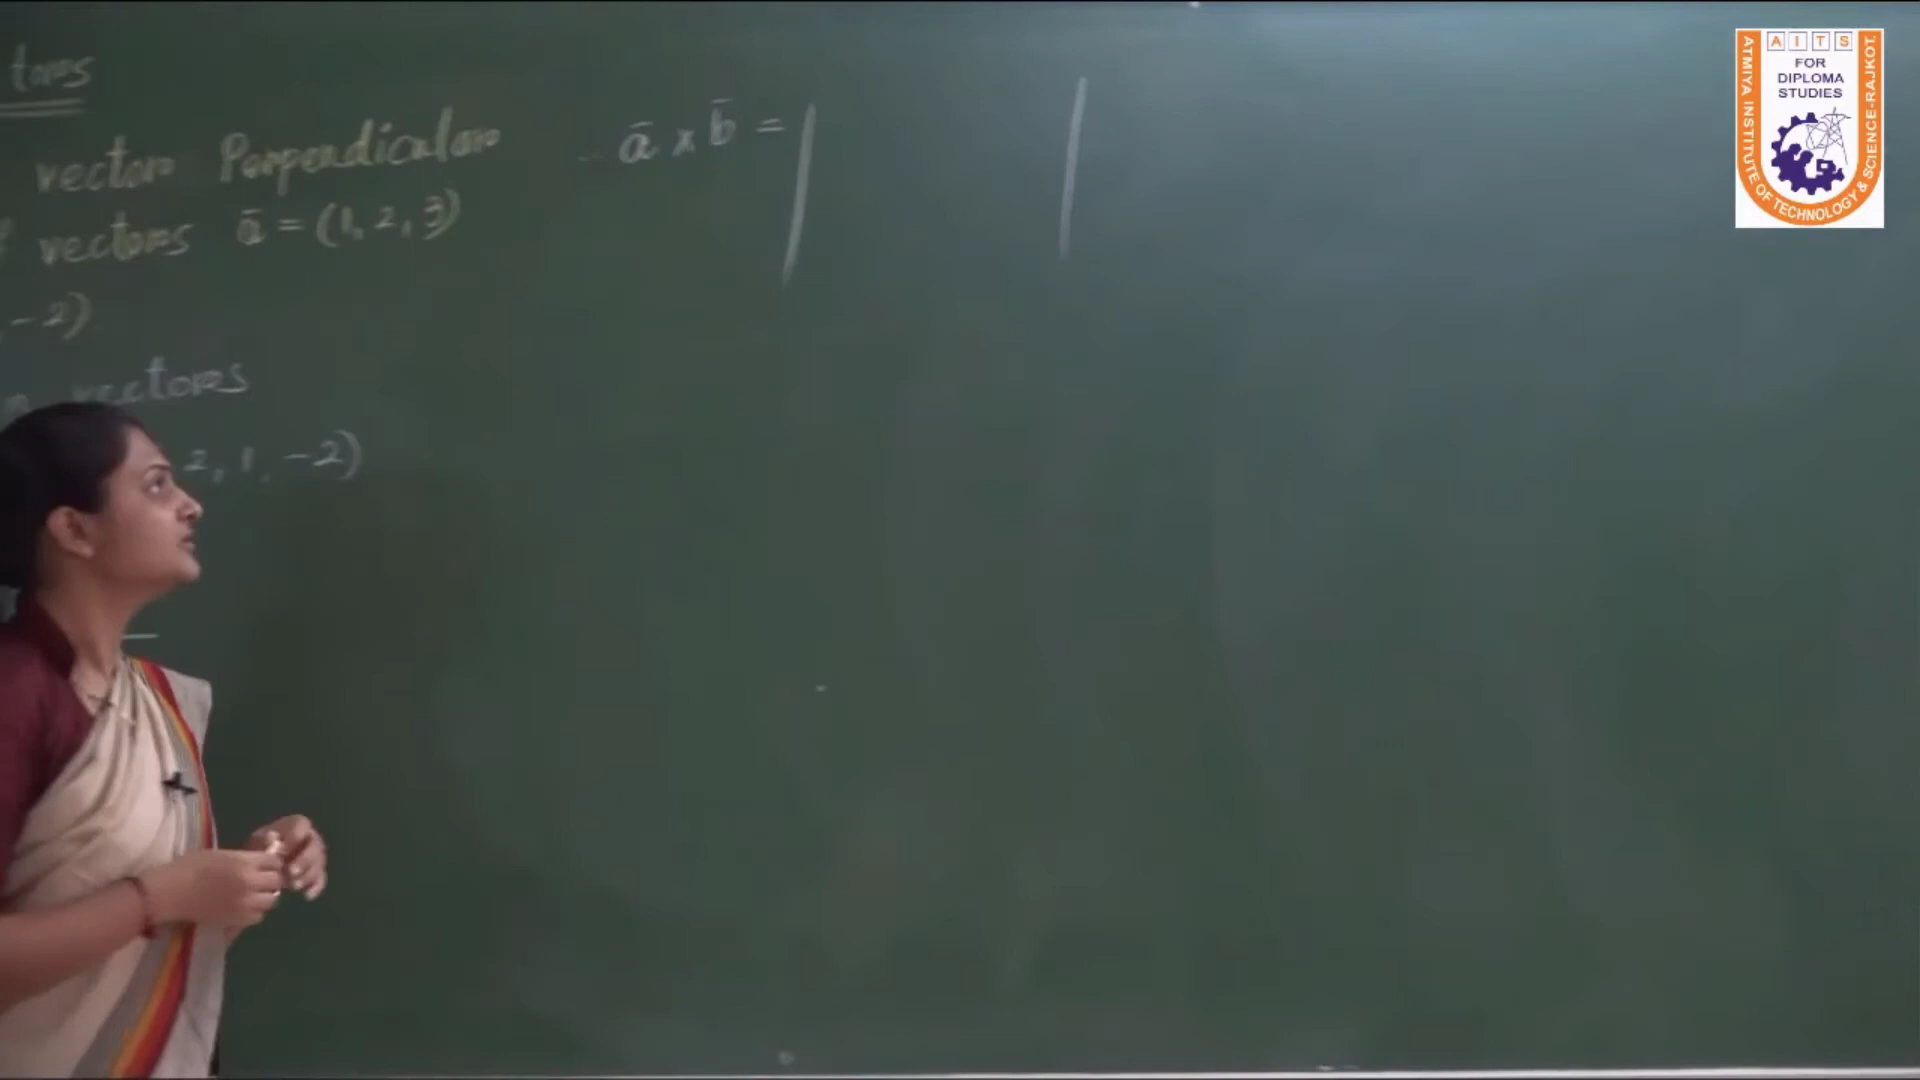 tors
vector Perpendicular
vectors ā = (1, 2, 3)
, -2)
vectors
2, 1, -2)
ā × b̄ =
AITS
FOR
DIPLOMA
STUDIES
ATMIYA INSTITUTE OF TECHNOLOGY & SCIENCE-RAJKOT.